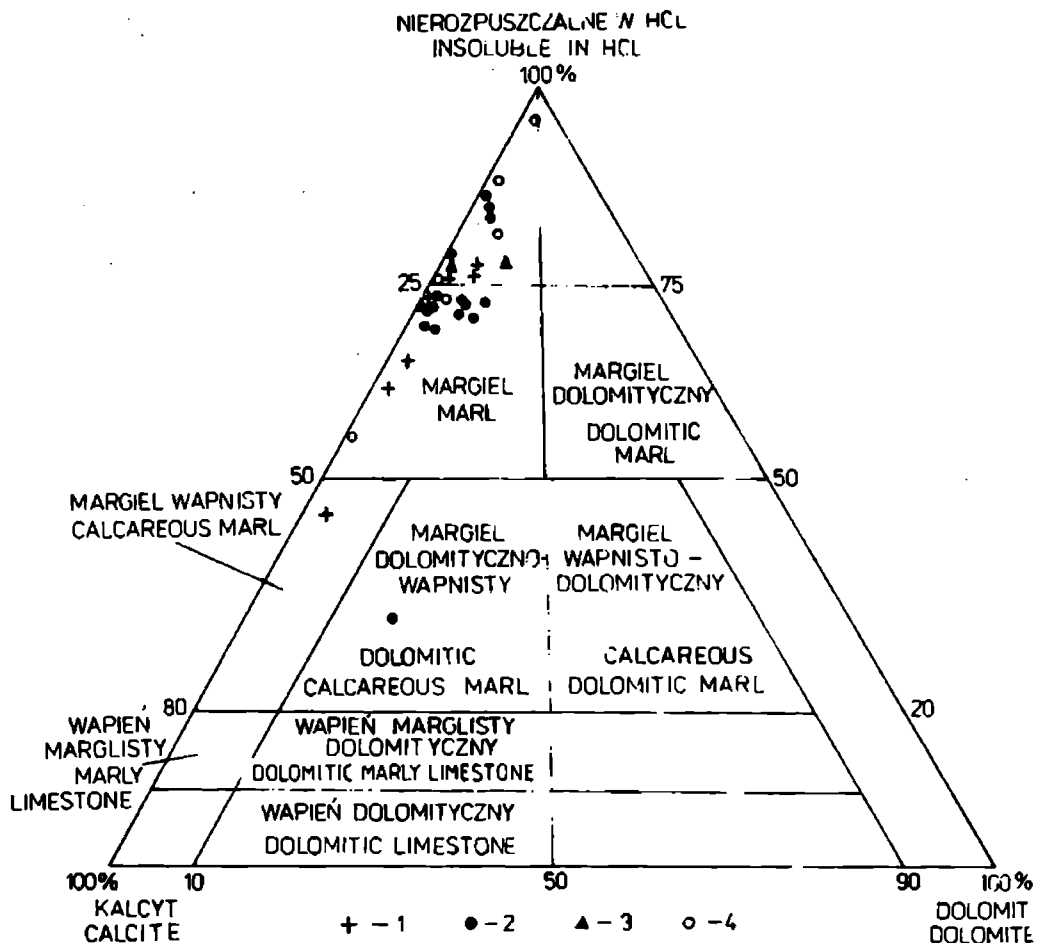 NIEROZPUSZCZALNE W HCL
INSOLUBLE IN HCL
100%
25
75
MARGIEL
MARL
MARGIEL
DOLOMITYCZNY
DOLOMITIC
MARL
50
50
MARGIEL WAPNISTY
CALCAREOUS MARL
MARGIEL
DOLOMITYCZNO-
WAPNISTY
MARGIEL
WAPNISTO-
DOLOMITYCZNY
DOLOMITIC
CALCAREOUS MARL
CALCAREOUS
DOLOMITIC MARL
80
20
WAPIEŃ
MARGLISTY
MARLY
LIMESTONE
WAPIEŃ MARGLISTY
DOLOMITYCZNY
DOLOMITIC MARLY LIMESTONE
WAPIEŃ DOLOMITYCZNY
DOLOMITIC LIMESTONE
100% 10 50 90 100%
KALCYT
CALCITE
DOLOMIT
DOLOMITE
+ - 1 ● - 2 ▲ - 3 ○ - 4